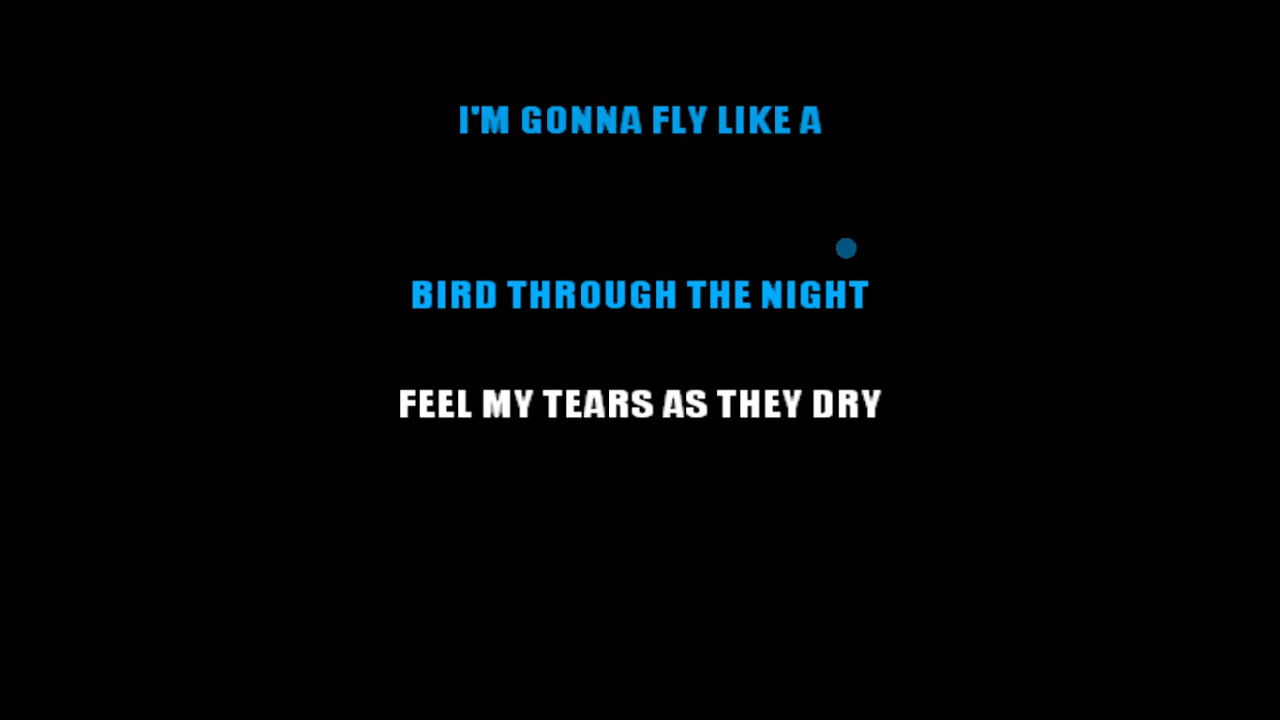 I'M GONNA FLY LIKE A
BIRD THROUGH THE NIGHT
FEEL MY TEARS AS THEY DRY